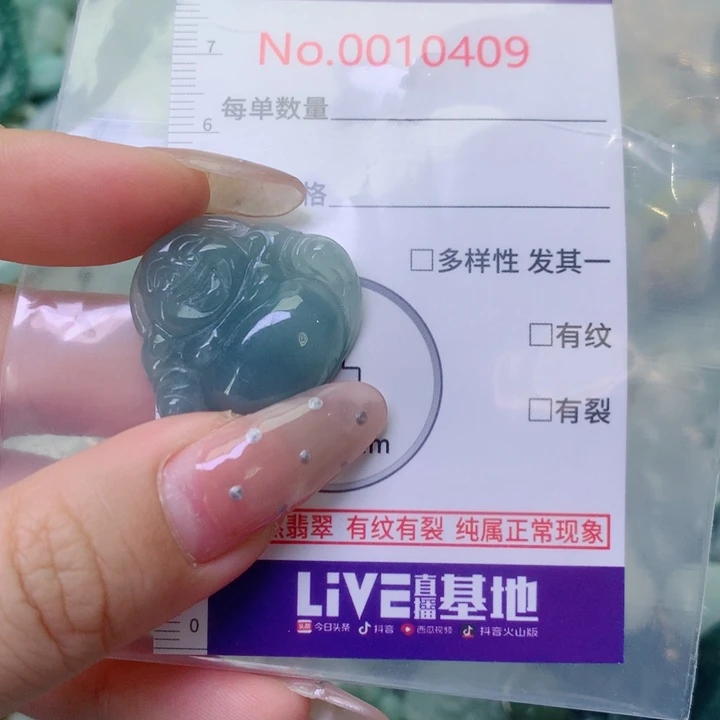 7
No.0010409
每单数量
6
格
□多样性 发其一
□有纹
□有裂
m
翡翠 有纹有裂 纯属正常现象
LiVE直播基地
0
头条 今日头条 抖音 西瓜视频 抖音火山版